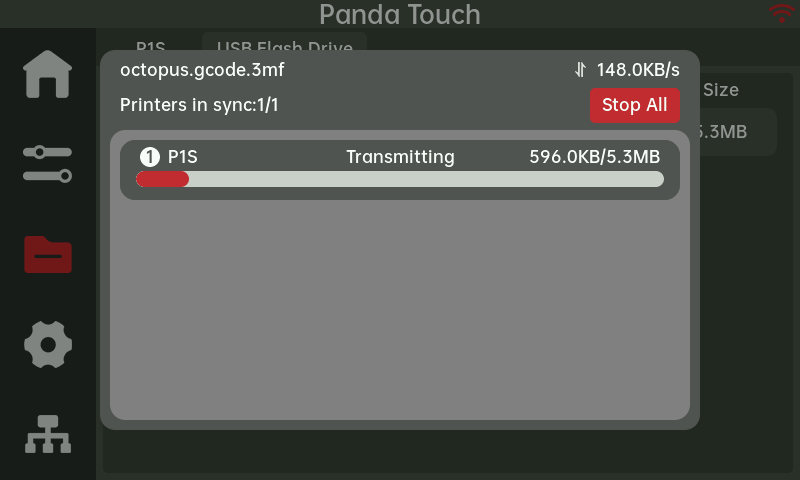 Panda Touch
P1S USB Flash Drive
octopus.gcode.3mf 148.0KB/s
Size
Printers in sync:1/1 Stop All
5.3MB
1 P1S Transmitting 596.0KB/5.3MB